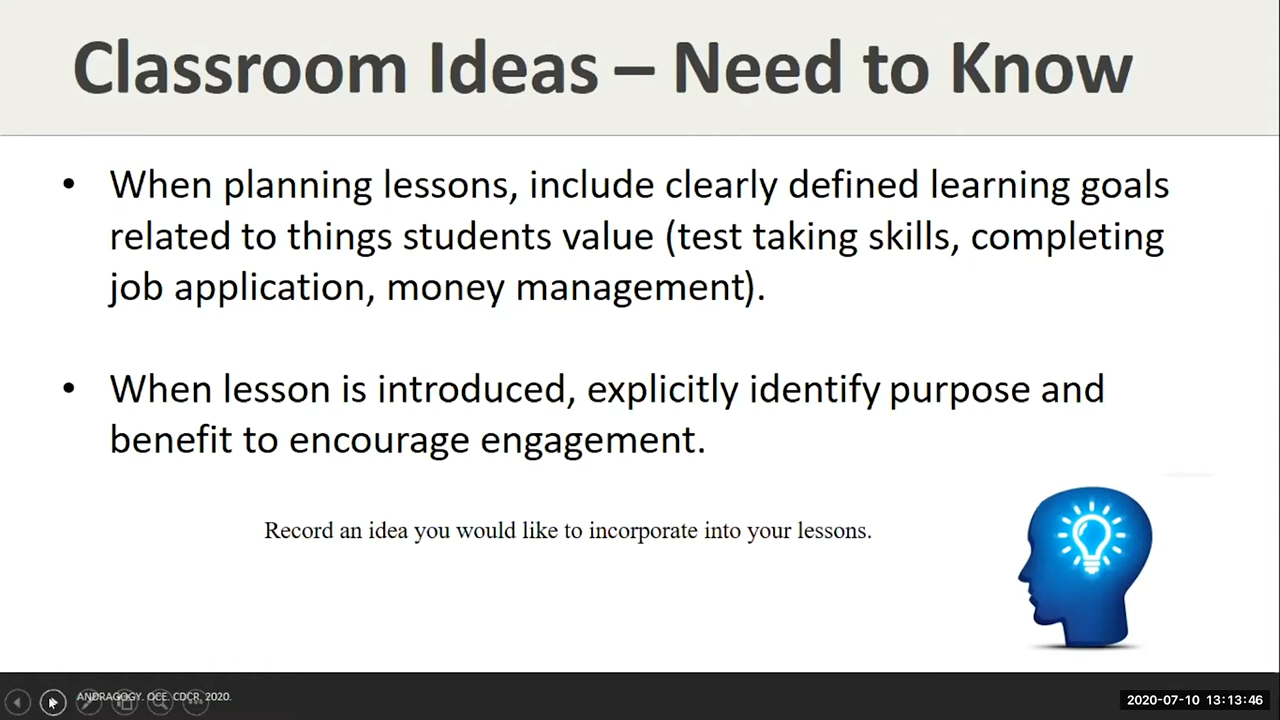 Classroom Ideas – Need to Know
• When planning lessons, include clearly defined learning goals
related to things students value (test taking skills, completing
job application, money management).
• When lesson is introduced, explicitly identify purpose and
benefit to encourage engagement.
Record an idea you would like to incorporate into your lessons.
ANDRAGOGY. OCE. CDCR. 2020.
2020-07-10 13:13:46